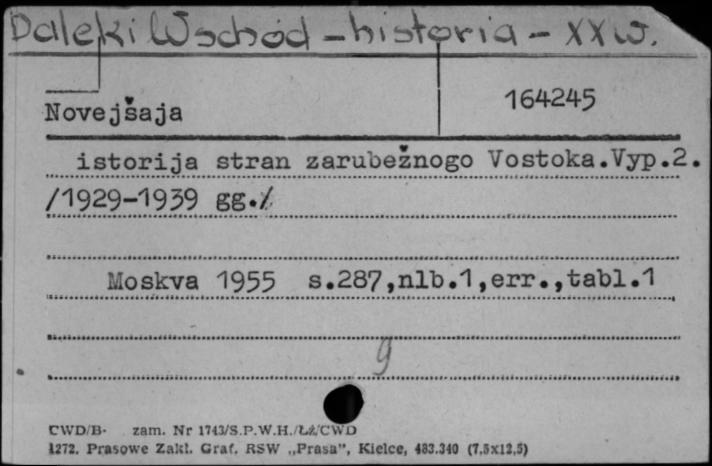 Daleki Wschód – historia – XX w.
164245
Novejšaja
istorija stran zarubežnogo Vostoka.Vyp.2.
/1929-1939 gg./
Moskva 1955 s.287,nlb.1,err.,tabl.1
9
CWD/B- zam. Nr 1743/S.P.W.H./Łź/CWD
1272. Prasowe Zakł. Graf. RSW „Prasa”, Kielce, 483.340 (7,5x12,5)